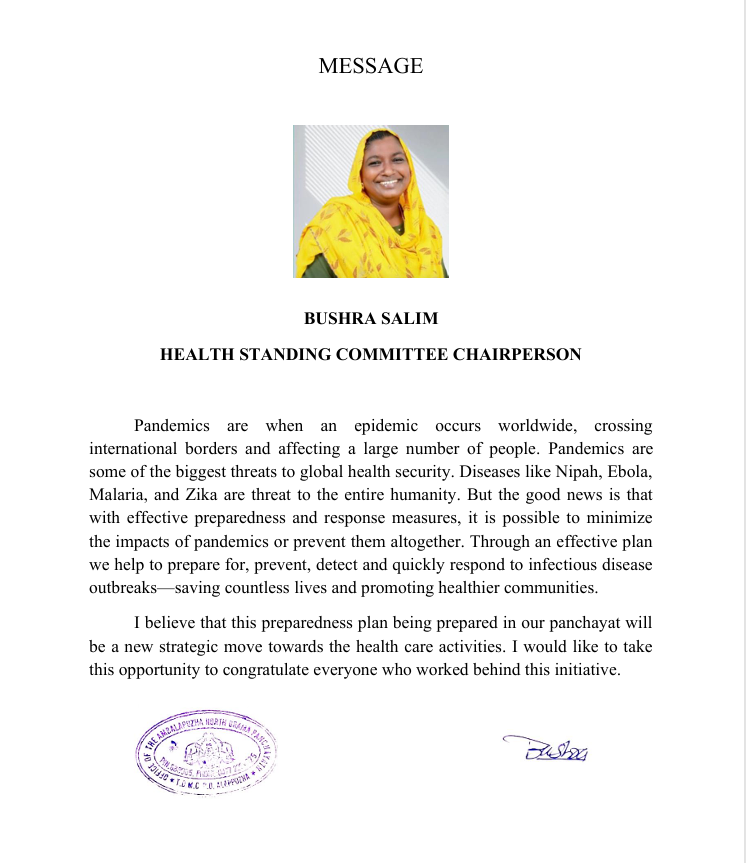 MESSAGE
BUSHRA SALIM
HEALTH STANDING COMMITTEE CHAIRPERSON
Pandemics are when an epidemic occurs worldwide, crossing
international borders and affecting a large number of people. Pandemics are
some of the biggest threats to global health security. Diseases like Nipah, Ebola,
Malaria, and Zika are threat to the entire humanity. But the good news is that
with effective preparedness and response measures, it is possible to minimize
the impacts of pandemics or prevent them altogether. Through an effective plan
we help to prepare for, prevent, detect and quickly respond to infectious disease
outbreaks—saving countless lives and promoting healthier communities.
I believe that this preparedness plan being prepared in our panchayat will
be a new strategic move towards the health care activities. I would like to take
this opportunity to congratulate everyone who worked behind this initiative.
OFFICE OF THE AMBALAPUZHA NORTH GRAMA PANCHAYATH
T.D.M.C P.O. ALAPPUZHA
Bushra